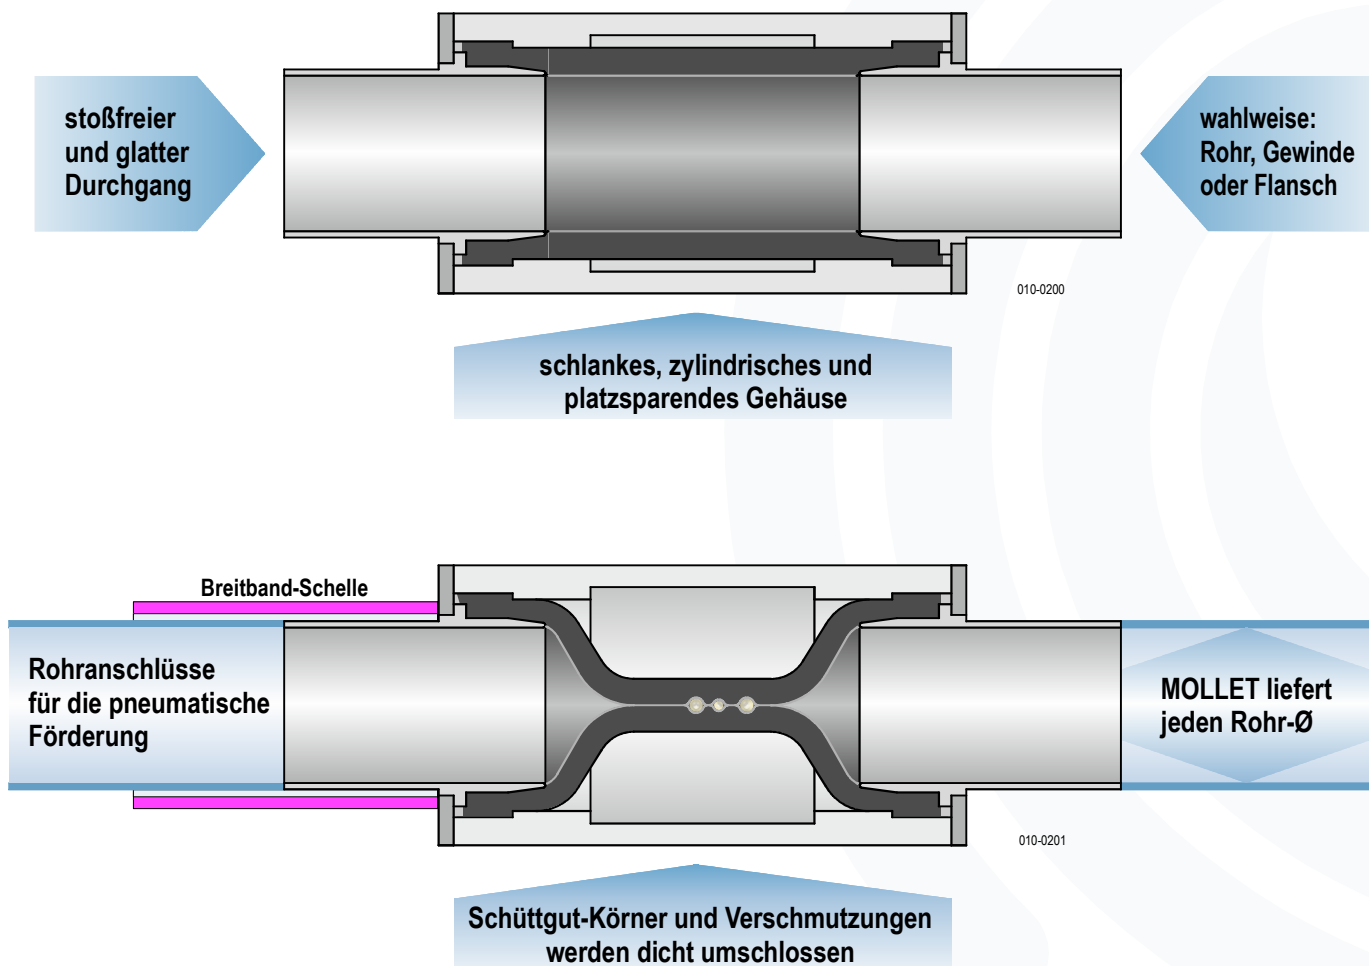 stoßfreier
und glatter
Durchgang
wahlweise:
Rohr, Gewinde
oder Flansch
010-0200
schlankes, zylindrisches und
platzsparendes Gehäuse
Breitband-Schelle
Rohranschlüsse
für die pneumatische
Förderung
MOLLET liefert
jeden Rohr-Ø
010-0201
Schüttgut-Körner und Verschmutzungen
werden dicht umschlossen